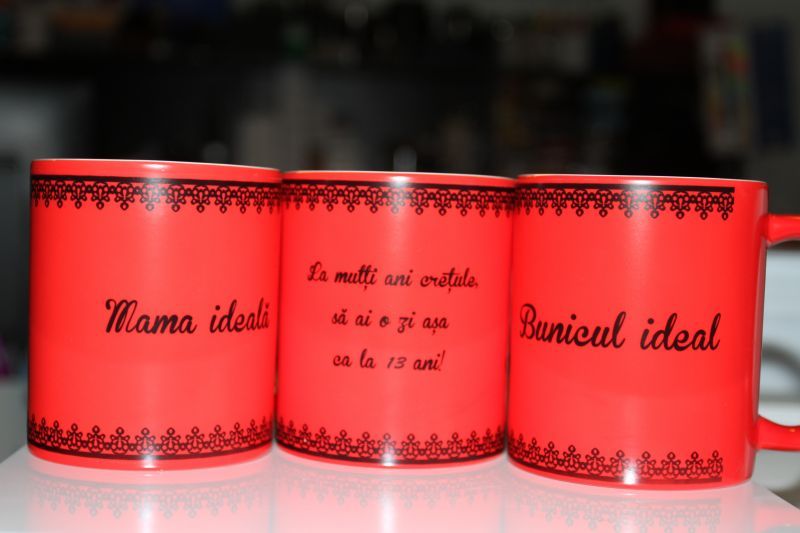 Mama ideală
La mulți ani crețule,
să ai o zi așa
ca la 13 ani!
Bunicul ideal